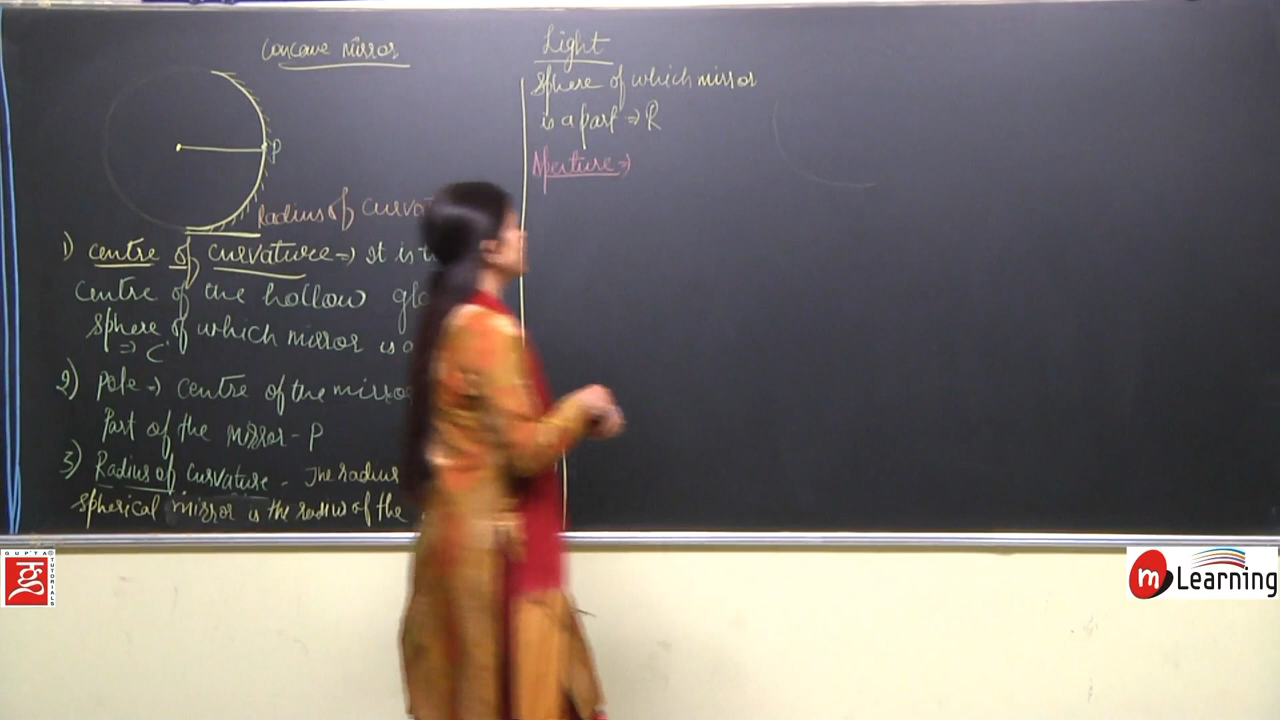 Concave mirror
P
Radius of curvat
1) centre of curvature => It is t
centre of the hollow gl
sphere of which mirror is a
=> C
2) Pole -> centre of the mirro
Part of the mirror - P
3) Radius of Curvature - The radius
spherical mirror is the radius of the
Light
sphere of which mirror
is a part => R
Aperture =>
GUPTA
TUTORIALS
m Learning